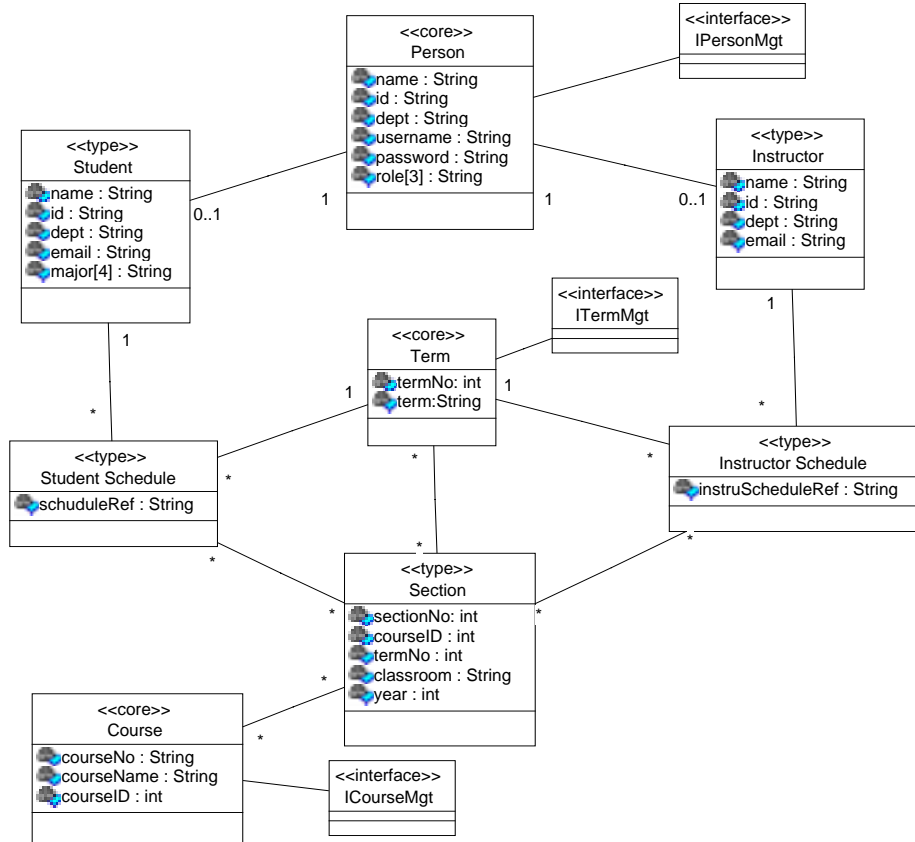 <<core>>
Person
name : String
id : String
dept : String
username : String
password : String
role[3] : String
<<interface>>
IPersonMgt
<<type>>
Student
name : String
id : String
dept : String
email : String
major[4] : String
<<type>>
Instructor
name : String
id : String
dept : String
email : String
0..1
1
1
0..1
1
1
<<interface>>
ITermMgt
<<core>>
Term
termNo: int
term:String
1
1
*
*
<<type>>
Student Schedule
schuduleRef : String
*
*
*
<<type>>
Instructor Schedule
instruScheduleRef : String
*
*
*
*
<<type>>
Section
sectionNo: int
courseID : int
termNo : int
classroom : String
year : int
*
*
*
*
<<core>>
Course
courseNo : String
courseName : String
courseID : int
<<interface>>
ICourseMgt